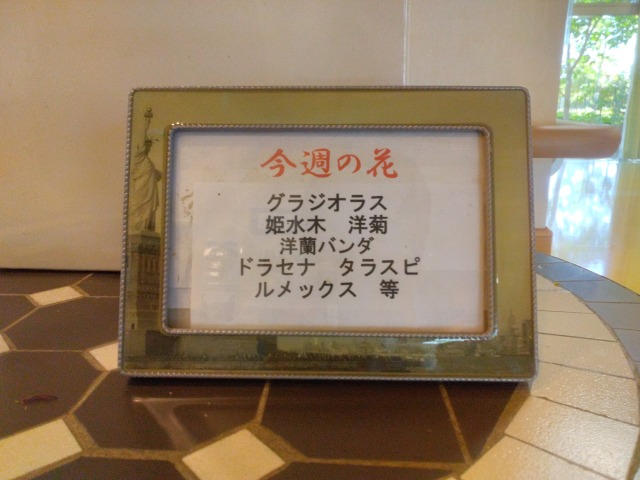 今週の花
グラジオラス
姫水木　洋菊
洋蘭バンダ
ドラセナ　タラスピ
ルメックス　等